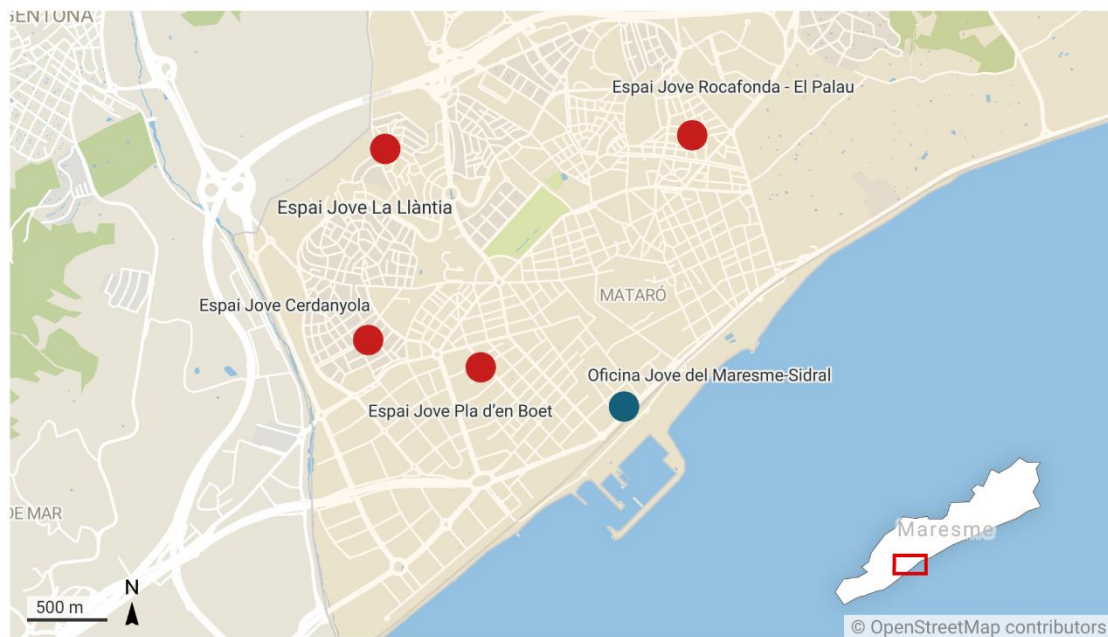 GENTONA
Espai Jove Rocafonda - El Palau
Espai Jove La Llàntia
Espai Jove Cerdanyola
MATARÓ
Oficina Jove del Maresme-Sidral
Espai Jove Pla d'en Boet
DE MAR
Maresme
N
500 m
© OpenStreetMap contributors